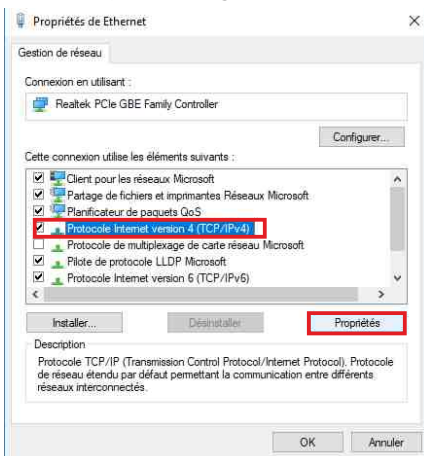 Propriétés de Ethernet
Gestion de réseau
Connexion en utilisant :
Realtek PCIe GBE Family Controller
Configurer...
Cette connexion utilise les éléments suivants :
Client pour les réseaux Microsoft
Partage de fichiers et imprimantes Réseaux Microsoft
Planificateur de paquets QoS
Protocole Internet version 4 (TCP/IPv4)
Protocole de multiplexage de carte réseau Microsoft
Pilote de protocole LLDP Microsoft
Protocole Internet version 6 (TCP/IPv6)
Installer... Désinstaller Propriétés
Description
Protocole TCP/IP (Transmission Control Protocol/Internet Protocol). Protocole
de réseau étendu par défaut permettant la communication entre différents
réseaux interconnectés.
OK Annuler